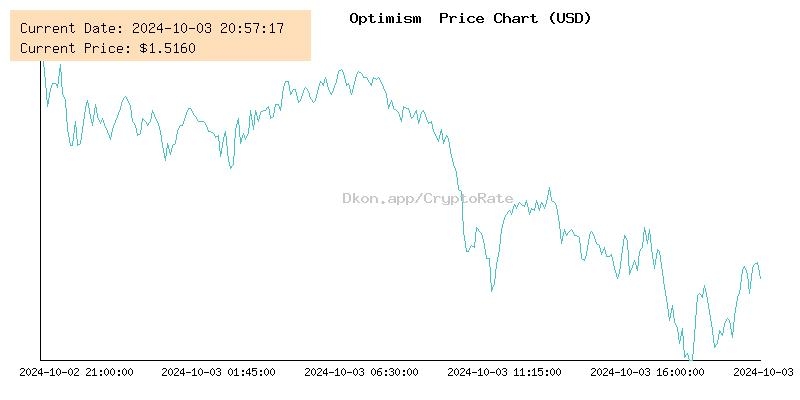 Optimism  Price Chart (USD)
Current Date: 2024-10-03 20:57:17
Current Price: $1.5160
Dkon.app/CryptoRate
2024-10-02 21:00:00 2024-10-03 01:45:00 2024-10-03 06:30:00 2024-10-03 11:15:00 2024-10-03 16:00:00 2024-10-03